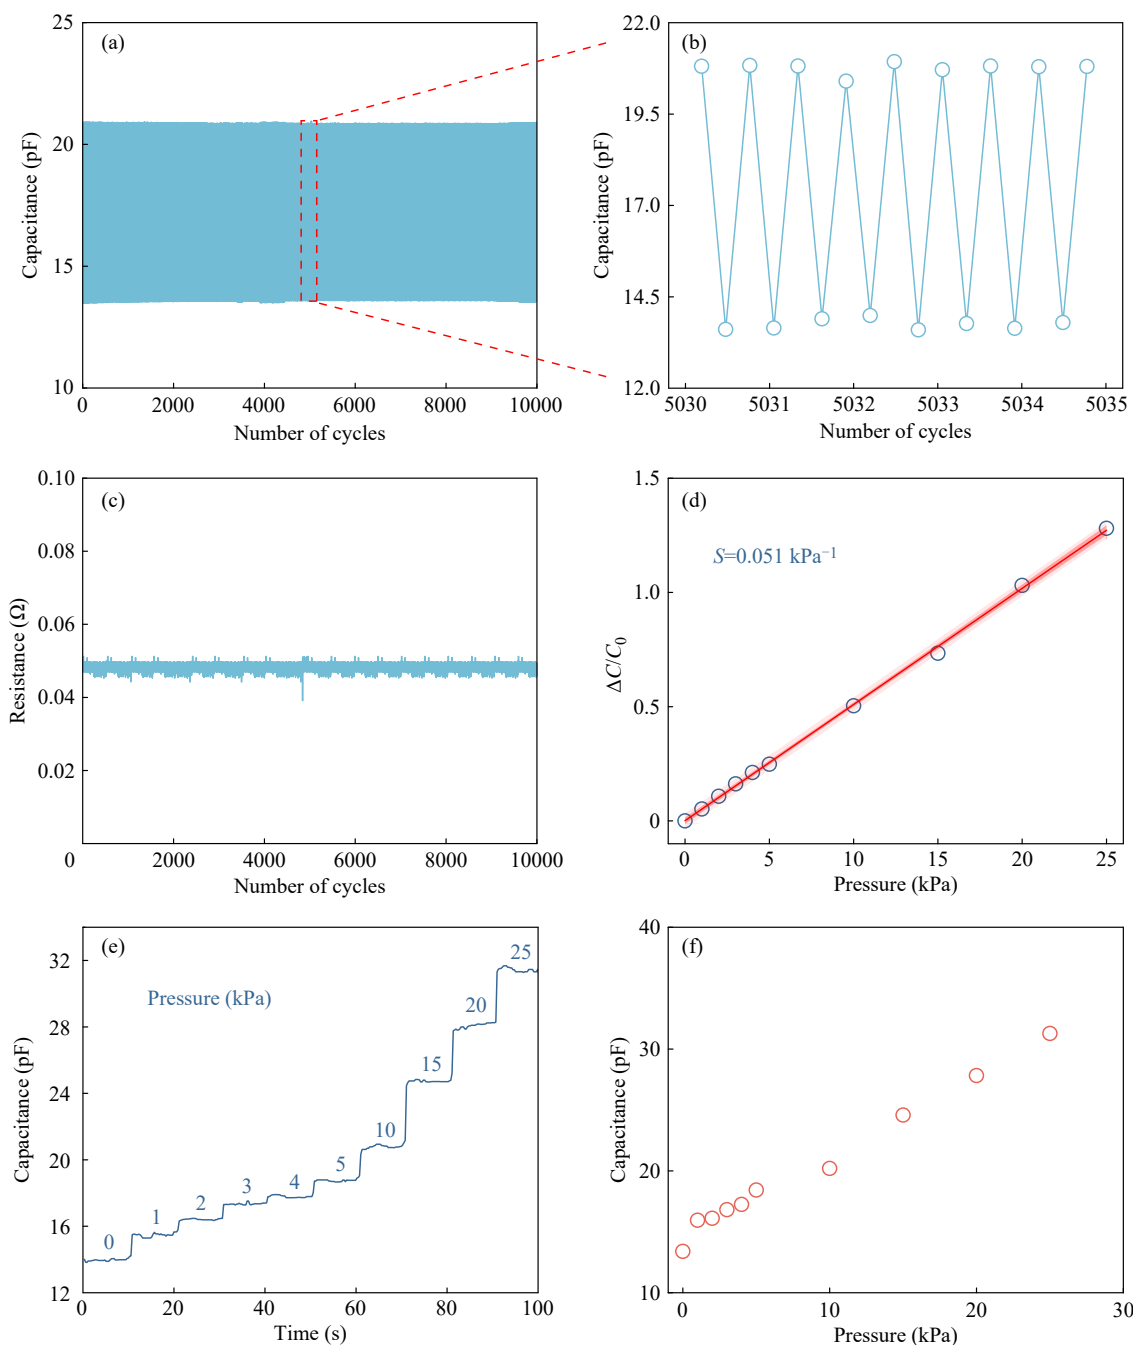 (a)
25
20
15
10
Capacitance (pF)
0 2000 4000 6000 8000 10000
Number of cycles
(b)
22.0
19.5
17.0
14.5
12.0
Capacitance (pF)
5030 5031 5032 5033 5034 5035
Number of cycles
(c)
0.10
0.08
0.06
0.04
0.02
Resistance (Ω)
0 2000 4000 6000 8000 10000
Number of cycles
(d)
S=0.051 kPa⁻¹
1.5
1.0
0.5
0
ΔC/C₀
0 5 10 15 20 25
Pressure (kPa)
(e)
Pressure (kPa)
0 1 2 3 4 5 10 15 20 25
32
28
24
20
16
12
Capacitance (pF)
0 20 40 60 80 100
Time (s)
(f)
40
30
20
10
Capacitance (pF)
0 10 20 30
Pressure (kPa)